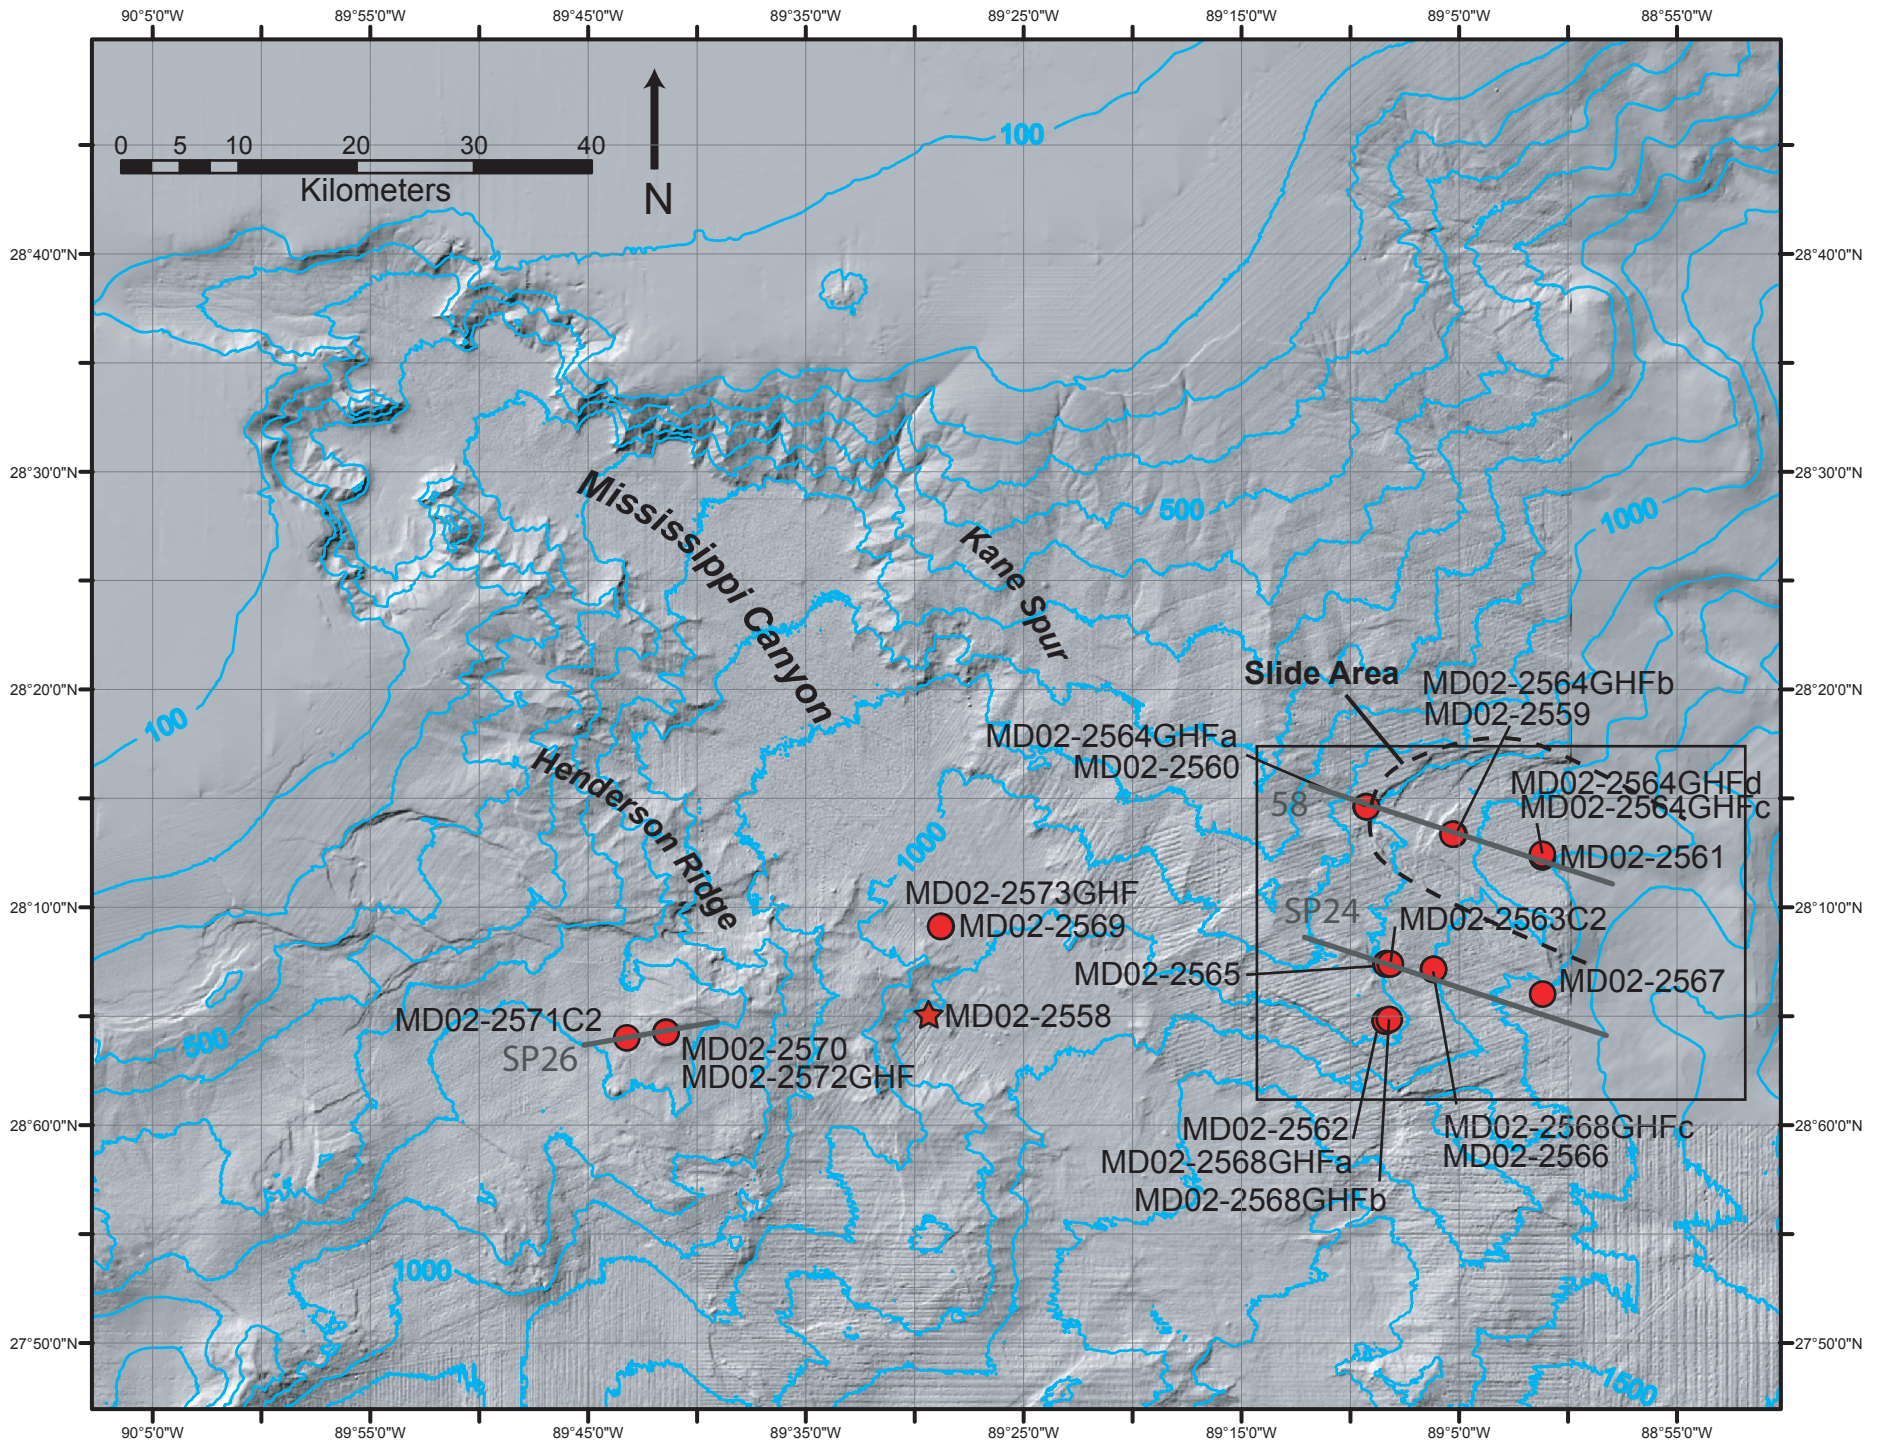 90°5'0"W 89°55'0"W 89°45'0"W 89°35'0"W 89°25'0"W 89°15'0"W 89°5'0"W 88°55'0"W
0 5 10 20 30 40
Kilometers
N
100
28°40'0"N 28°40'0"N
28°30'0"N 28°30'0"N
Mississippi Canyon
500
1000
Kane Spur
28°20'0"N 28°20'0"N
Slide Area
MD02-2564GHFb
MD02-2559
100
MD02-2564GHFa
MD02-2560
Henderson Ridge
MD02-2564GHFd
MD02-2564GHFc
58
1000
MD02-2561
MD02-2573GHF
MD02-2569
28°10'0"N 28°10'0"N
SP24
MD02-2563C2
MD02-2565
MD02-2567
MD02-2571C2
MD02-2558
500
SP26
MD02-2570
MD02-2572GHF
28°60'0"N 28°60'0"N
MD02-2562
MD02-2568GHFa
MD02-2568GHFb
MD02-2568GHFc
MD02-2566
1000
27°50'0"N 27°50'0"N
1500
90°5'0"W 89°55'0"W 89°45'0"W 89°35'0"W 89°25'0"W 89°15'0"W 89°5'0"W 88°55'0"W